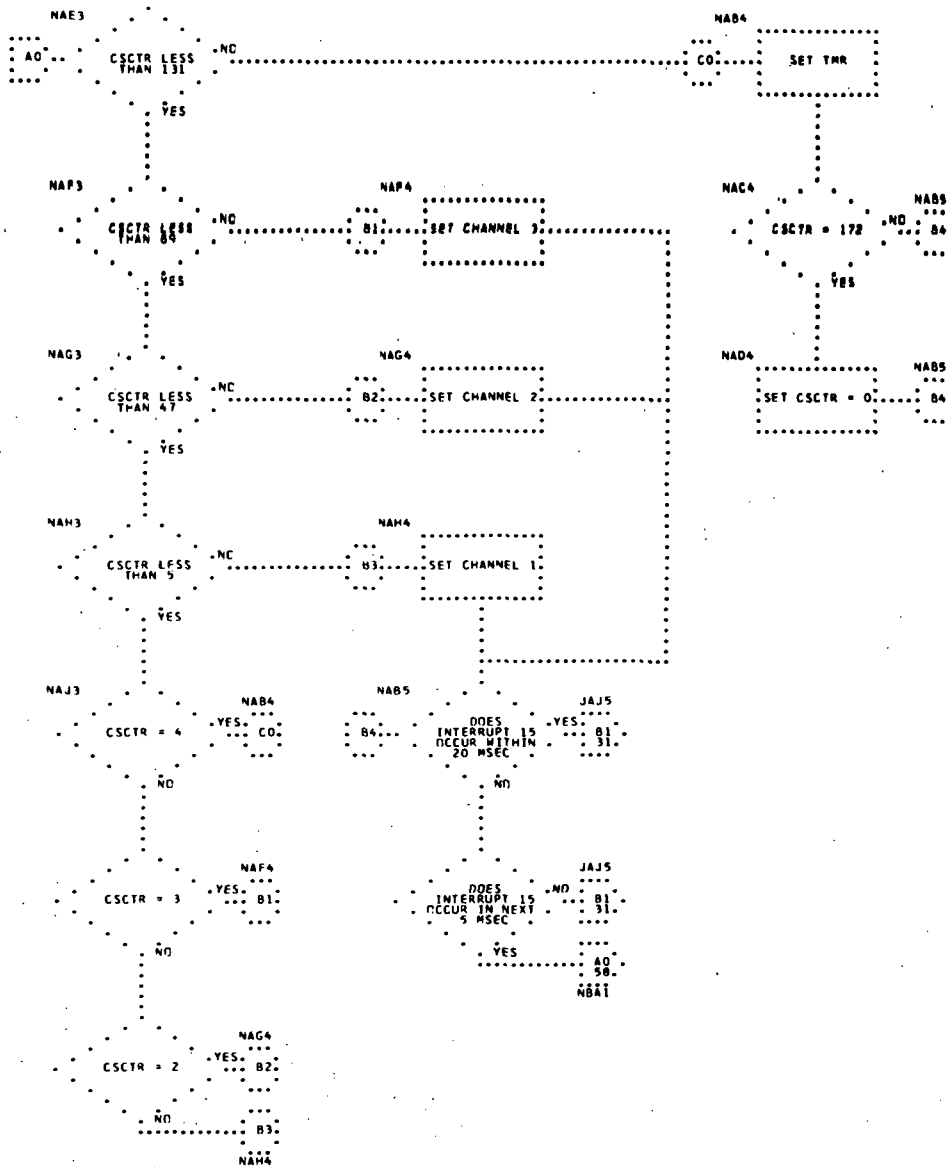 NAE3
NAB4
A0
CSCTR LESS
THAN 131
NO
C0
SET TMR
YES
NAF3
NAF4
NAC4
NAB5
CSCTR LESS
THAN 89
NO
B1
SET CHANNEL 3
CSCTR = 172
NO
B4
YES
YES
NAG3
NAG4
NAD4
NAB5
CSCTR LESS
THAN 47
NO
B2
SET CHANNEL 2
SET CSCTR = 0
B4
YES
NAH3
NAH4
CSCTR LESS
THAN 5
NO
B3
SET CHANNEL 1
YES
NAJ3
NAB4
NAB5
JAJ5
CSCTR = 4
YES
C0
B4
DOES
INTERRUPT 15
OCCUR WITHIN
20 MSEC
YES
B1
31
NO
NO
NAF4
JAJ5
CSCTR = 3
YES
B1
DOES
INTERRUPT 15
OCCUR IN NEXT
5 MSEC
NO
B1
31
NO
YES
A0
58
NBA1
NAG4
CSCTR = 2
YES
B2
NO
B3
NAH4